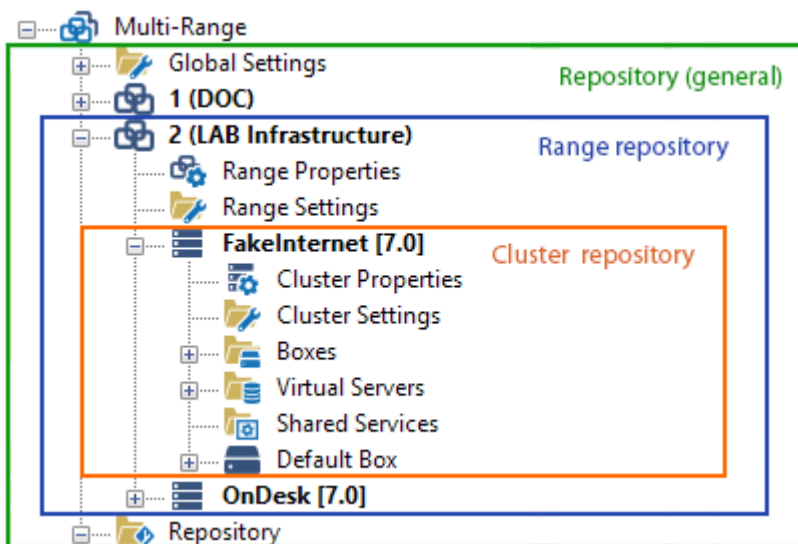 Multi-Range
Global Settings
Repository (general)
1 (DOC)
2 (LAB Infrastructure)
Range repository
Range Properties
Range Settings
FakeInternet [7.0]
Cluster repository
Cluster Properties
Cluster Settings
Boxes
Virtual Servers
Shared Services
Default Box
OnDesk [7.0]
Repository